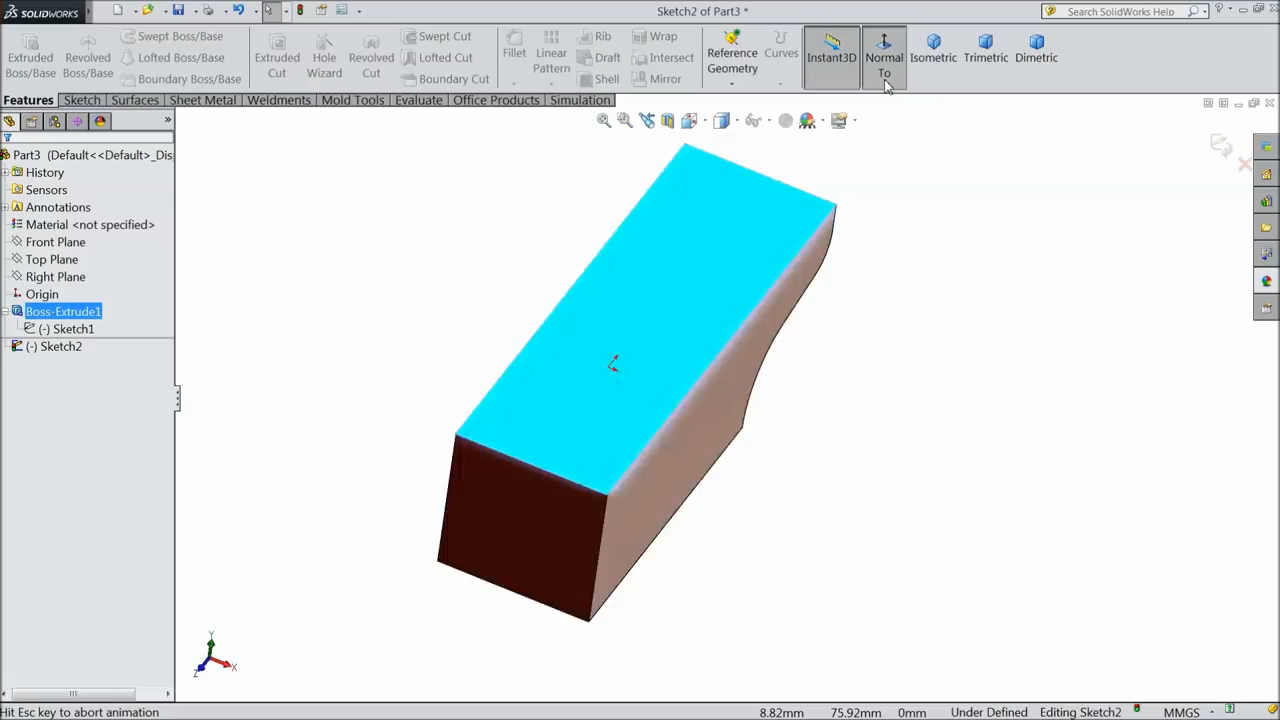 SOLIDWORKS
Sketch2 of Part3 *
Search SolidWorks Help
Extruded Boss/Base
Revolved Boss/Base
Swept Boss/Base
Lofted Boss/Base
Boundary Boss/Base
Extruded Cut
Hole Wizard
Revolved Cut
Swept Cut
Lofted Cut
Boundary Cut
Fillet
Linear Pattern
Rib
Draft
Shell
Wrap
Intersect
Mirror
Reference Geometry
Curves
Instant3D
Normal To
Isometric
Trimetric
Dimetric
Features Sketch Surfaces Sheet Metal Weldments Mold Tools Evaluate Office Products Simulation
Part3 (Default<<Default>_Dis
History
Sensors
Annotations
Material <not specified>
Front Plane
Top Plane
Right Plane
Origin
Boss-Extrude1
(-) Sketch1
(-) Sketch2
Y
X
Z
Hit Esc key to abort animation
8.82mm 75.92mm 0mm Under Defined Editing Sketch2 MMGS